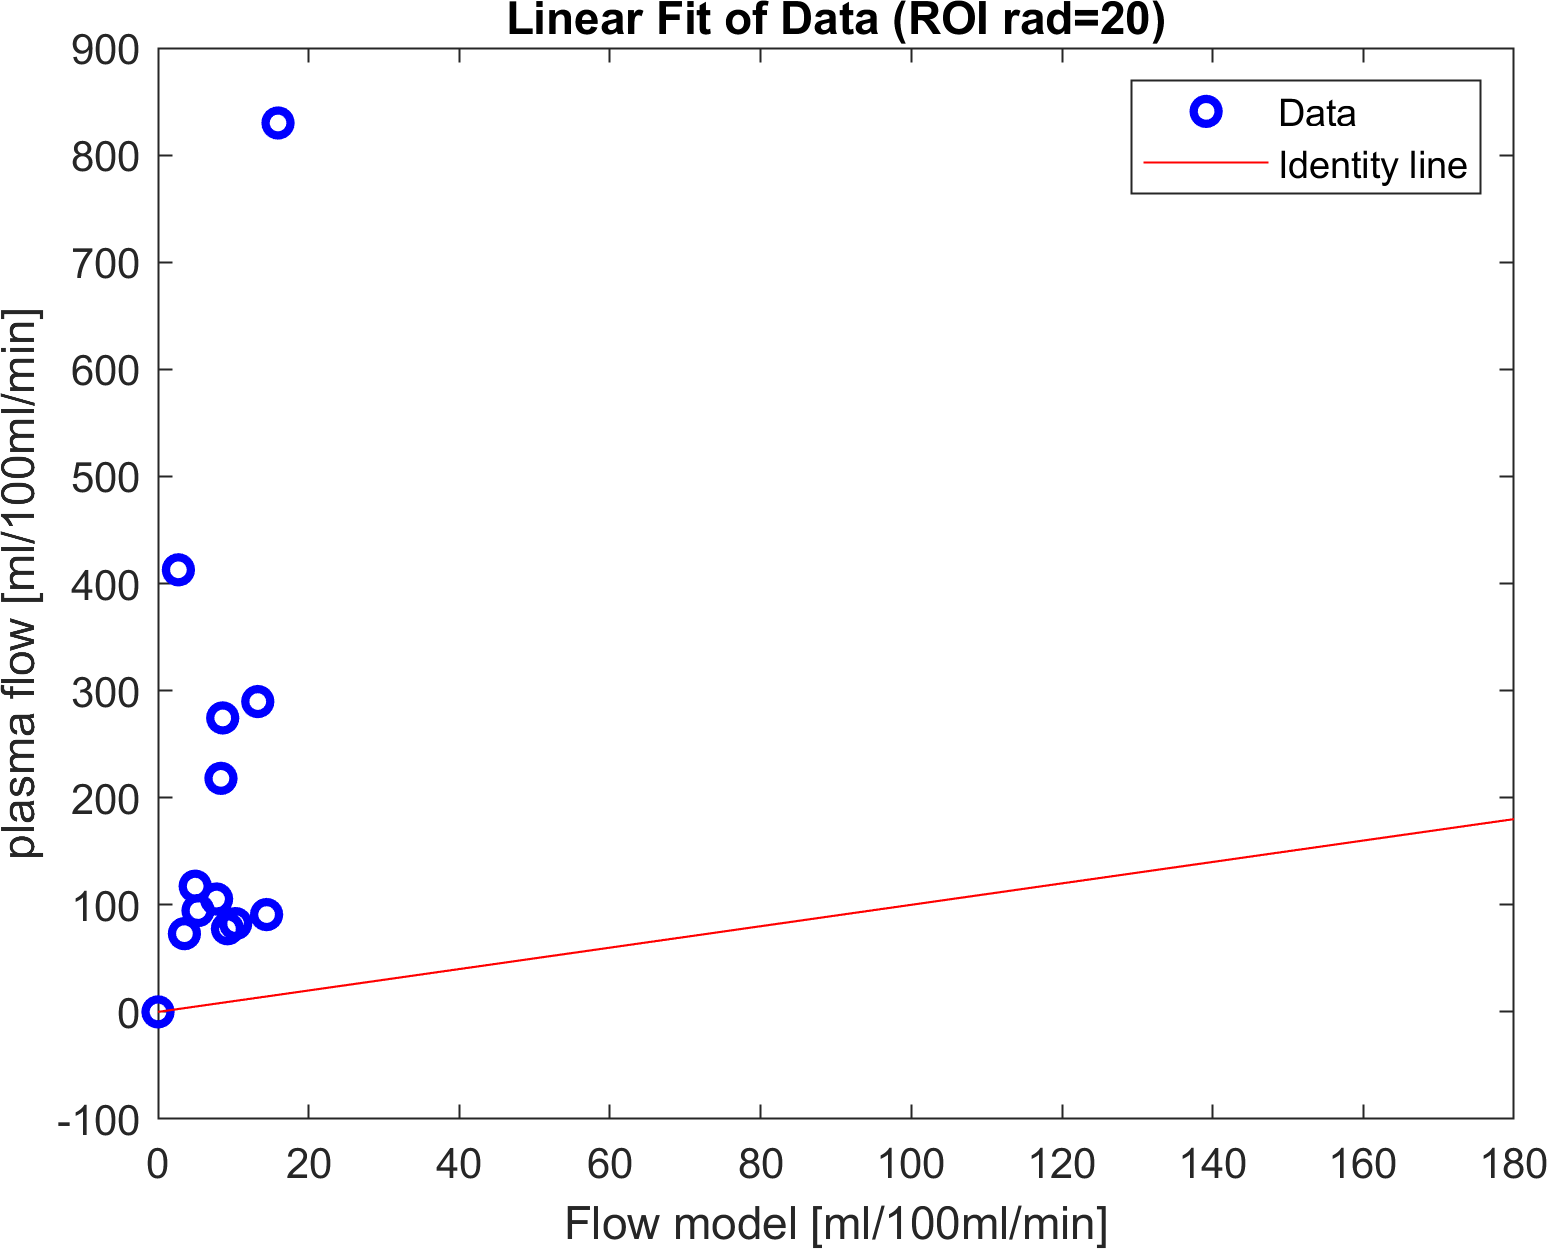 Linear Fit of Data (ROI rad=20)
900
800
700
600
500
400
300
200
100
0
-100
plasma flow [ml/100ml/min]
Data
Identity line
0 20 40 60 80 100 120 140 160 180
Flow model [ml/100ml/min]